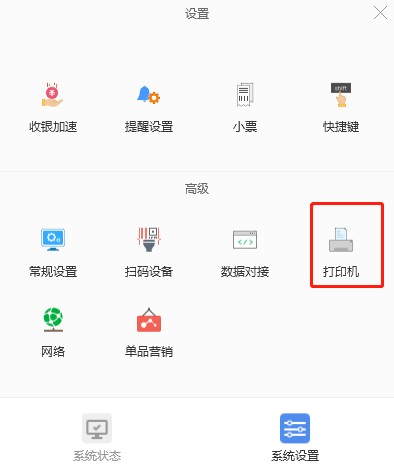 设置
收银加速 提醒设置 小票 快捷键
shift
高级
常规设置 扫码设备 数据对接 打印机
网络 单品营销
系统状态 系统设置